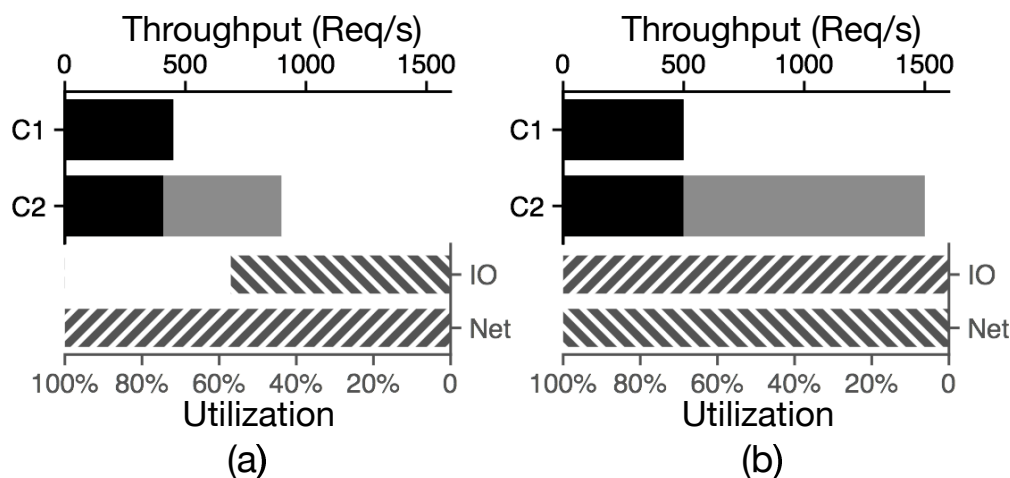 Throughput (Req/s)
0 500 1000 1500
C1
C2
IO
Net
100% 80% 60% 40% 20% 0
Utilization
(a)
Throughput (Req/s)
0 500 1000 1500
C1
C2
IO
Net
100% 80% 60% 40% 20% 0
Utilization
(b)